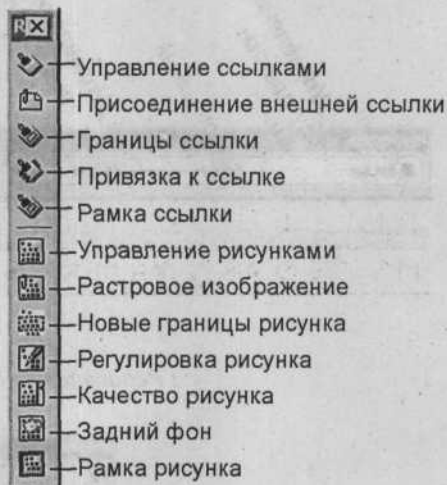 R
Управление ссылками
Присоединение внешней ссылки
Границы ссылки
Привязка к ссылке
Рамка ссылки
Управление рисунками
Растровое изображение
Новые границы рисунка
Регулировка рисунка
Качество рисунка
Задний фон
Рамка рисунка